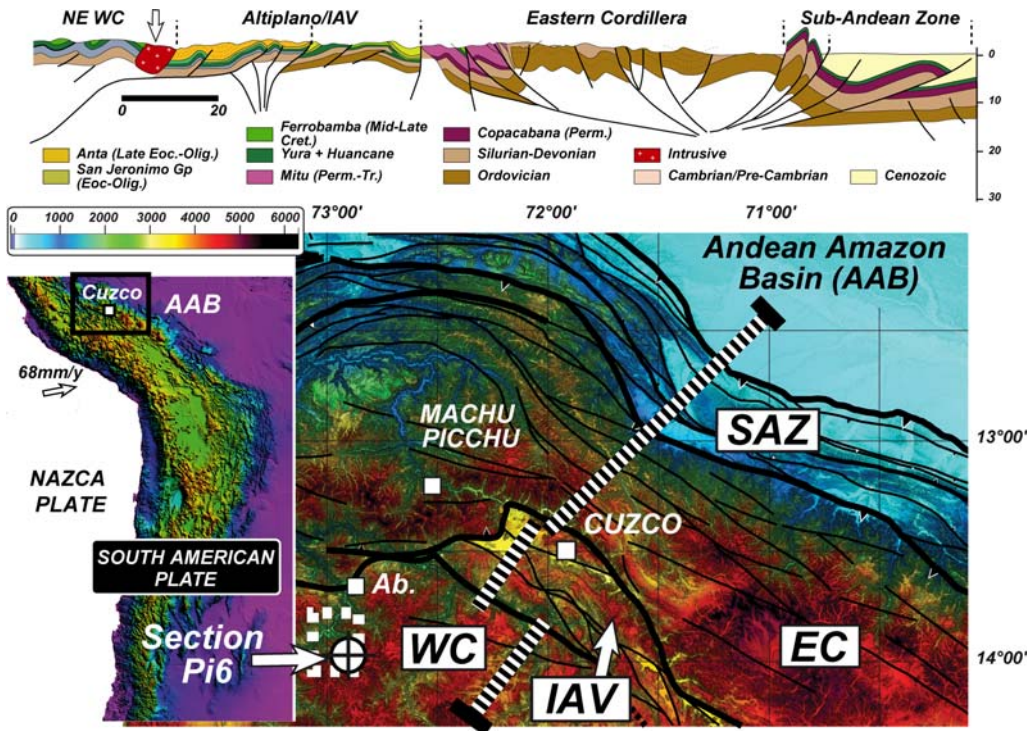 NE WC
Altiplano/IAV
Eastern Cordillera
Sub-Andean Zone
0
10
20
30
0
20
Anta (Late Eoc.-Olig.)
San Jeronimo Gp
(Eoc-Olig.)
Ferrobamba (Mid-Late
Cret.)
Yura + Huancane
Mitu (Perm.-Tr.)
Copacabana (Perm.)
Silurian-Devonian
Ordovician
Intrusive
Cambrian/Pre-Cambrian
Cenozoic
0 1000 2000 3000 4000 5000 6000
73°00'
72°00'
71°00'
Cuzco
AAB
68mm/y
NAZCA
PLATE
SOUTH AMERICAN
PLATE
Section
Pi6
Andean Amazon
Basin (AAB)
MACHU
PICCHU
SAZ
13°00'
CUZCO
Ab.
WC
IAV
EC
14°00'